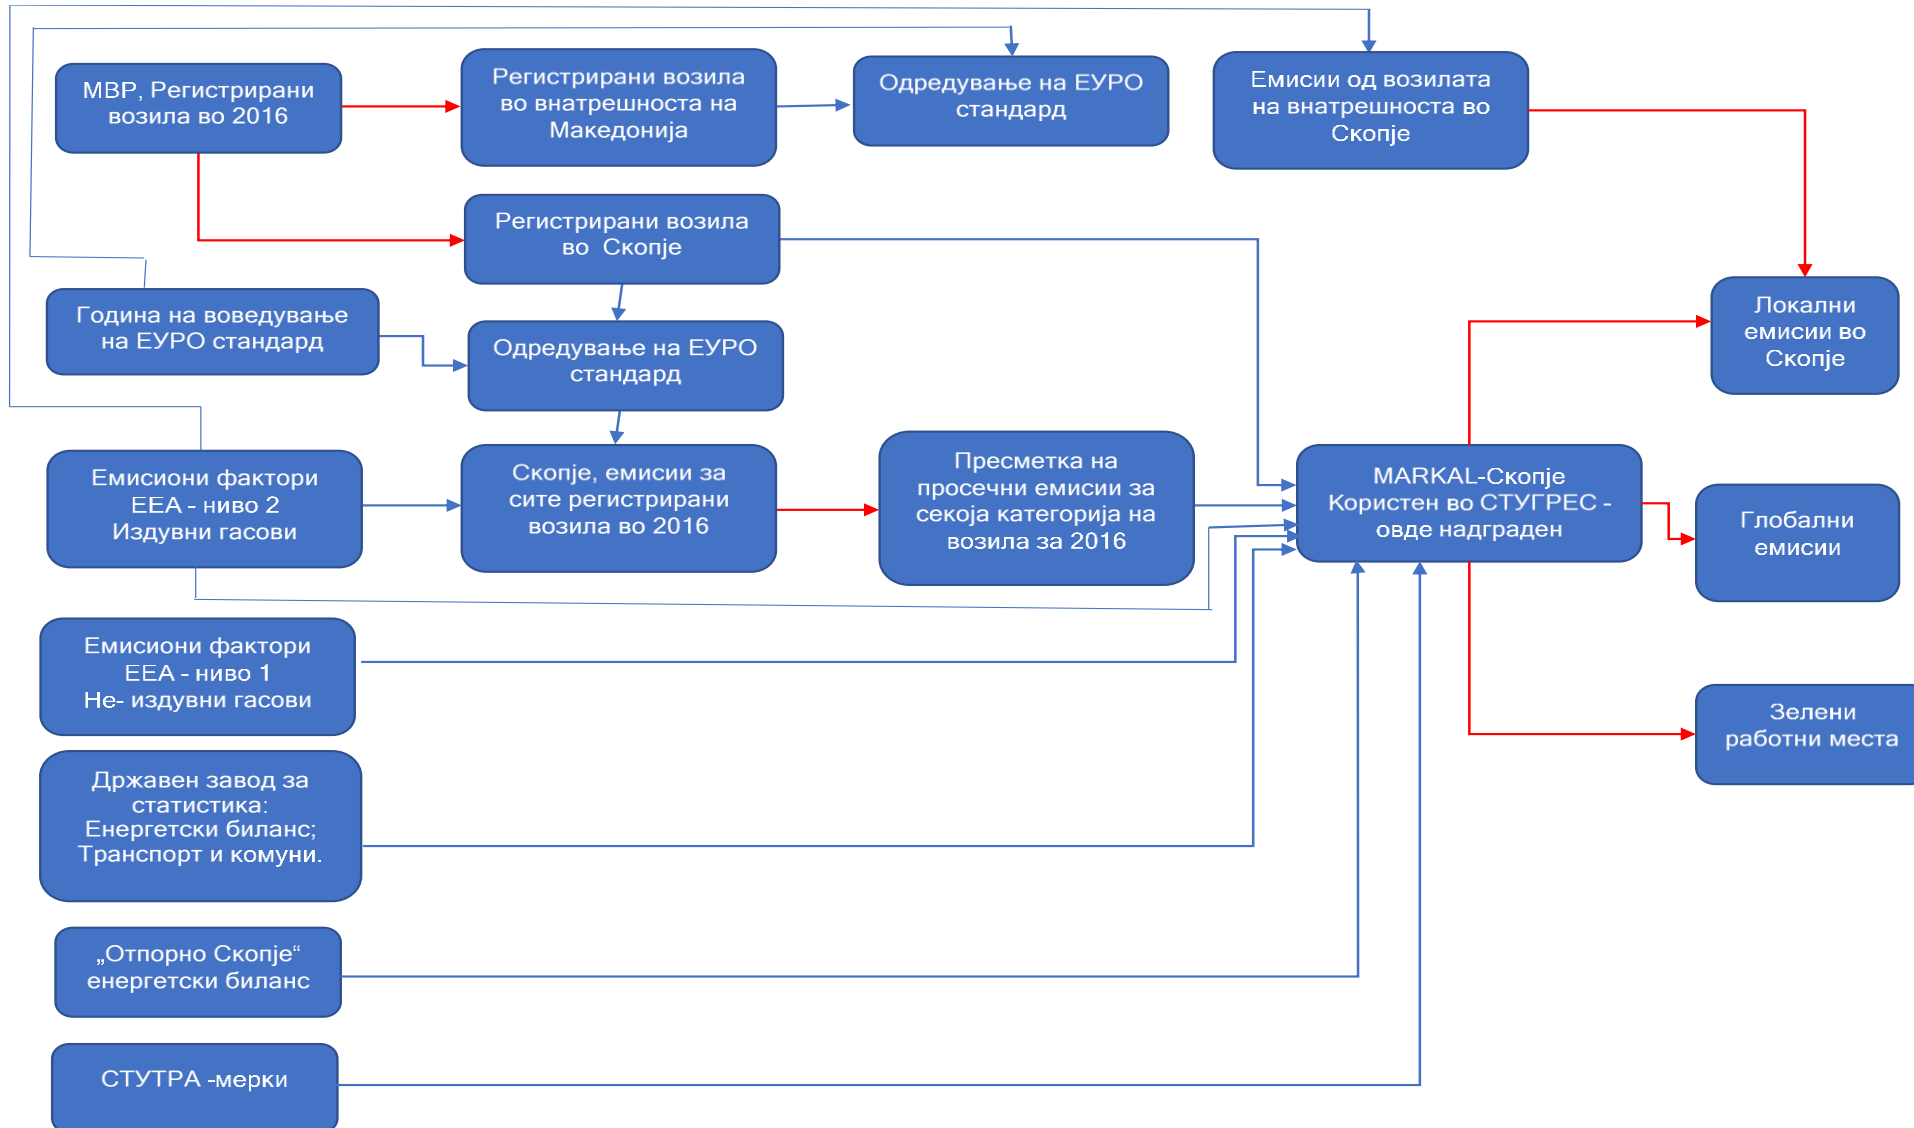 МВР, Регистрирани
возила во 2016
Регистрирани возила
во внатрешноста на
Македонија
Одредување на ЕУРО
стандард
Емисии од возилата
на внатрешноста во
Скопје
Регистрирани возила
во Скопје
Година на воведување
на ЕУРО стандард
Одредување на ЕУРО
стандард
Локални
емисии во
Скопје
Емисиони фактори
ЕЕА - ниво 2
Издувни гасови
Скопје, емисии за
сите регистрирани
возила во 2016
Пресметка на
просечни емисии за
секоја категорија на
возила за 2016
MARKAL-Скопје
Користен во СТУГРЕС -
овде надграден
Глобални
емисии
Емисиони фактори
ЕЕА - ниво 1
Не- издувни гасови
Зелени
работни места
Државен завод за
статистика:
Енергетски биланс;
Транспорт и комуни.
„Отпорно Скопје“
енергетски биланс
СТУТРА -мерки